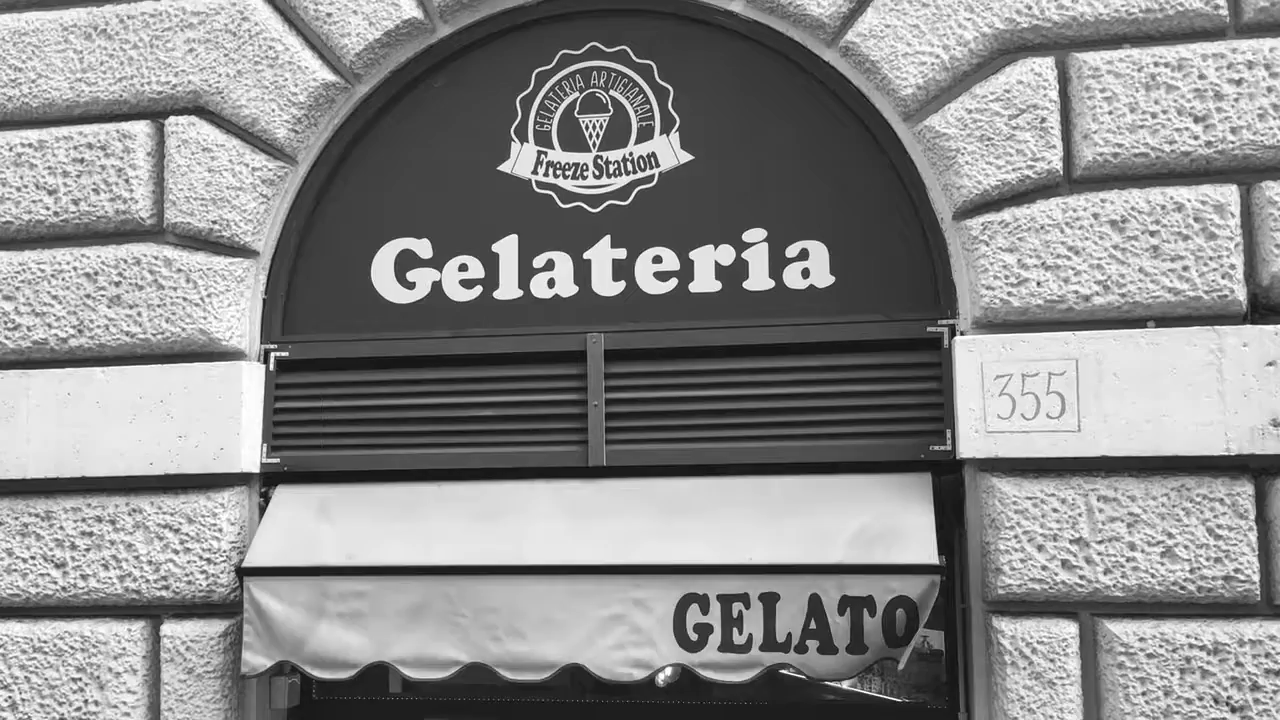 GELATERIA ARTIGIANALE
Freeze Station
Gelateria
355
GELATO